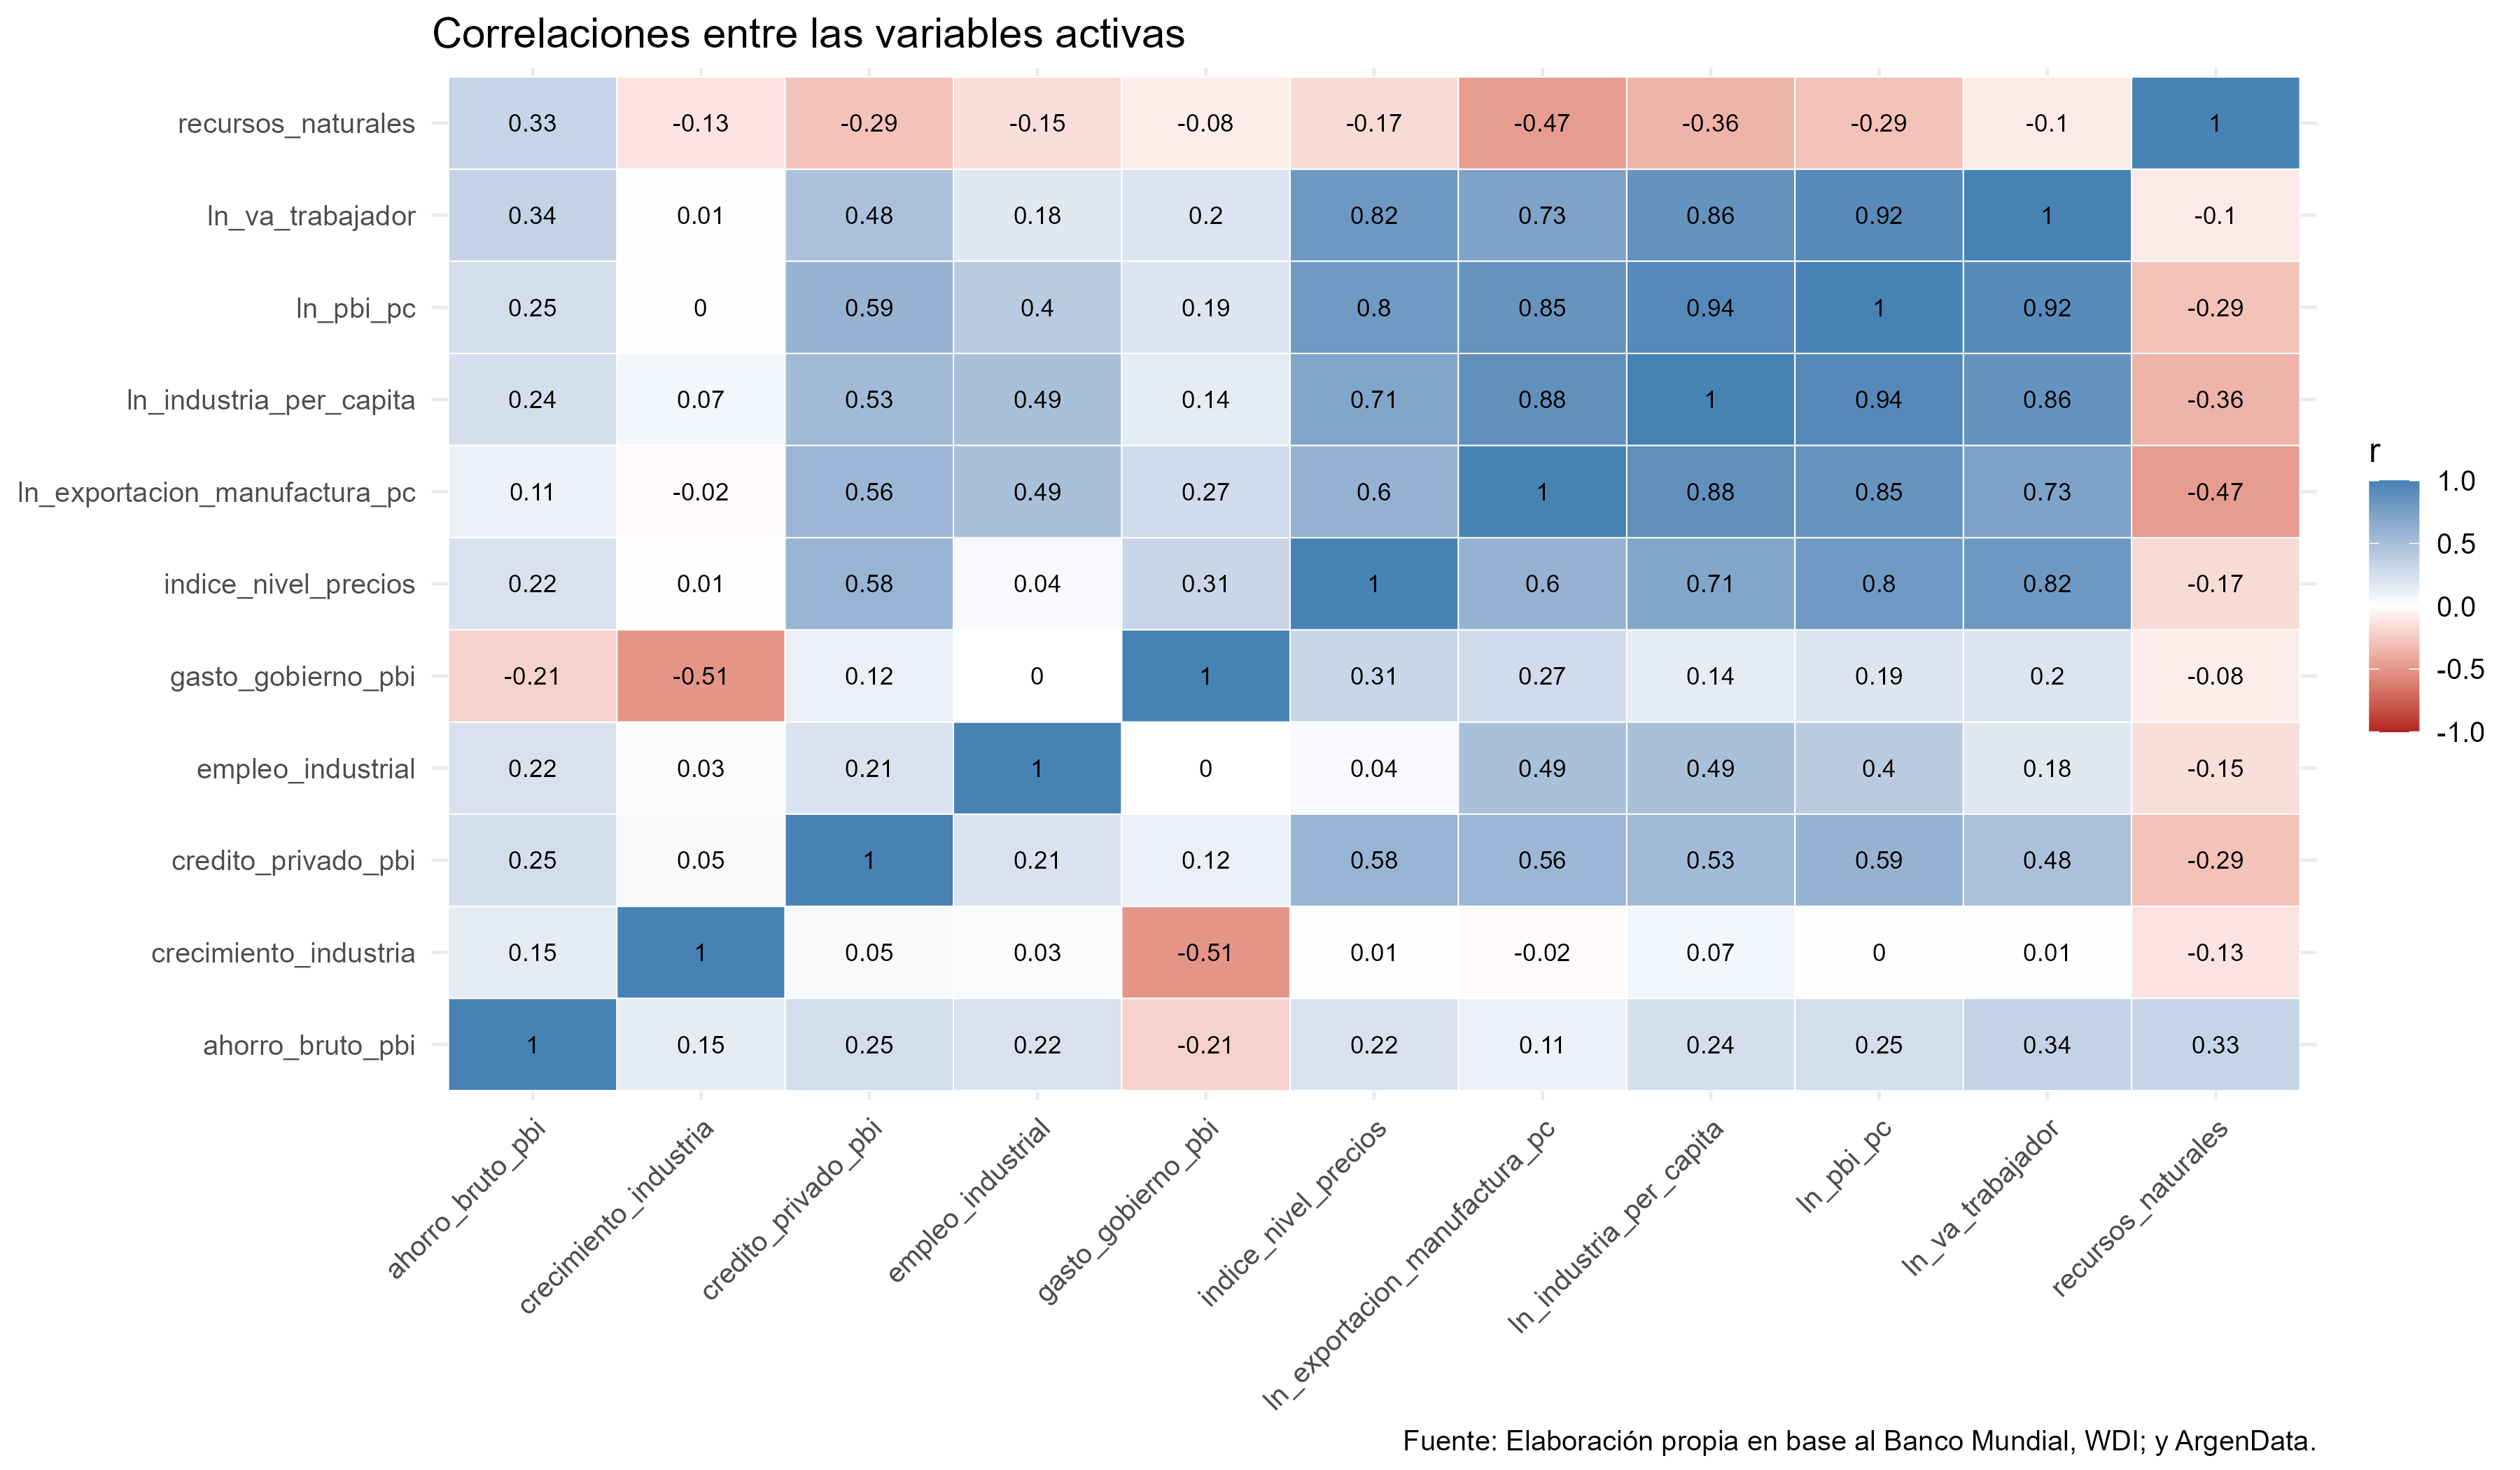 Correlaciones entre las variables activas
recursos_naturales 0.33 -0.13 -0.29 -0.15 -0.08 -0.17 -0.47 -0.36 -0.29 -0.1 1
ln_va_trabajador 0.34 0.01 0.48 0.18 0.2 0.82 0.73 0.86 0.92 1 -0.1
ln_pbi_pc 0.25 0 0.59 0.4 0.19 0.8 0.85 0.94 1 0.92 -0.29
ln_industria_per_capita 0.24 0.07 0.53 0.49 0.14 0.71 0.88 1 0.94 0.86 -0.36
ln_exportacion_manufactura_pc 0.11 -0.02 0.56 0.49 0.27 0.6 1 0.88 0.85 0.73 -0.47
indice_nivel_precios 0.22 0.01 0.58 0.04 0.31 1 0.6 0.71 0.8 0.82 -0.17
gasto_gobierno_pbi -0.21 -0.51 0.12 0 1 0.31 0.27 0.14 0.19 0.2 -0.08
empleo_industrial 0.22 0.03 0.21 1 0 0.04 0.49 0.49 0.4 0.18 -0.15
credito_privado_pbi 0.25 0.05 1 0.21 0.12 0.58 0.56 0.53 0.59 0.48 -0.29
crecimiento_industria 0.15 1 0.05 0.03 -0.51 0.01 -0.02 0.07 0 0.01 -0.13
ahorro_bruto_pbi 1 0.15 0.25 0.22 -0.21 0.22 0.11 0.24 0.25 0.34 0.33
ahorro_bruto_pbi
crecimiento_industria
credito_privado_pbi
empleo_industrial
gasto_gobierno_pbi
indice_nivel_precios
ln_exportacion_manufactura_pc
ln_industria_per_capita
ln_pbi_pc
ln_va_trabajador
recursos_naturales
r
1.0
0.5
0.0
-0.5
-1.0
Fuente: Elaboración propia en base al Banco Mundial, WDI; y ArgenData.